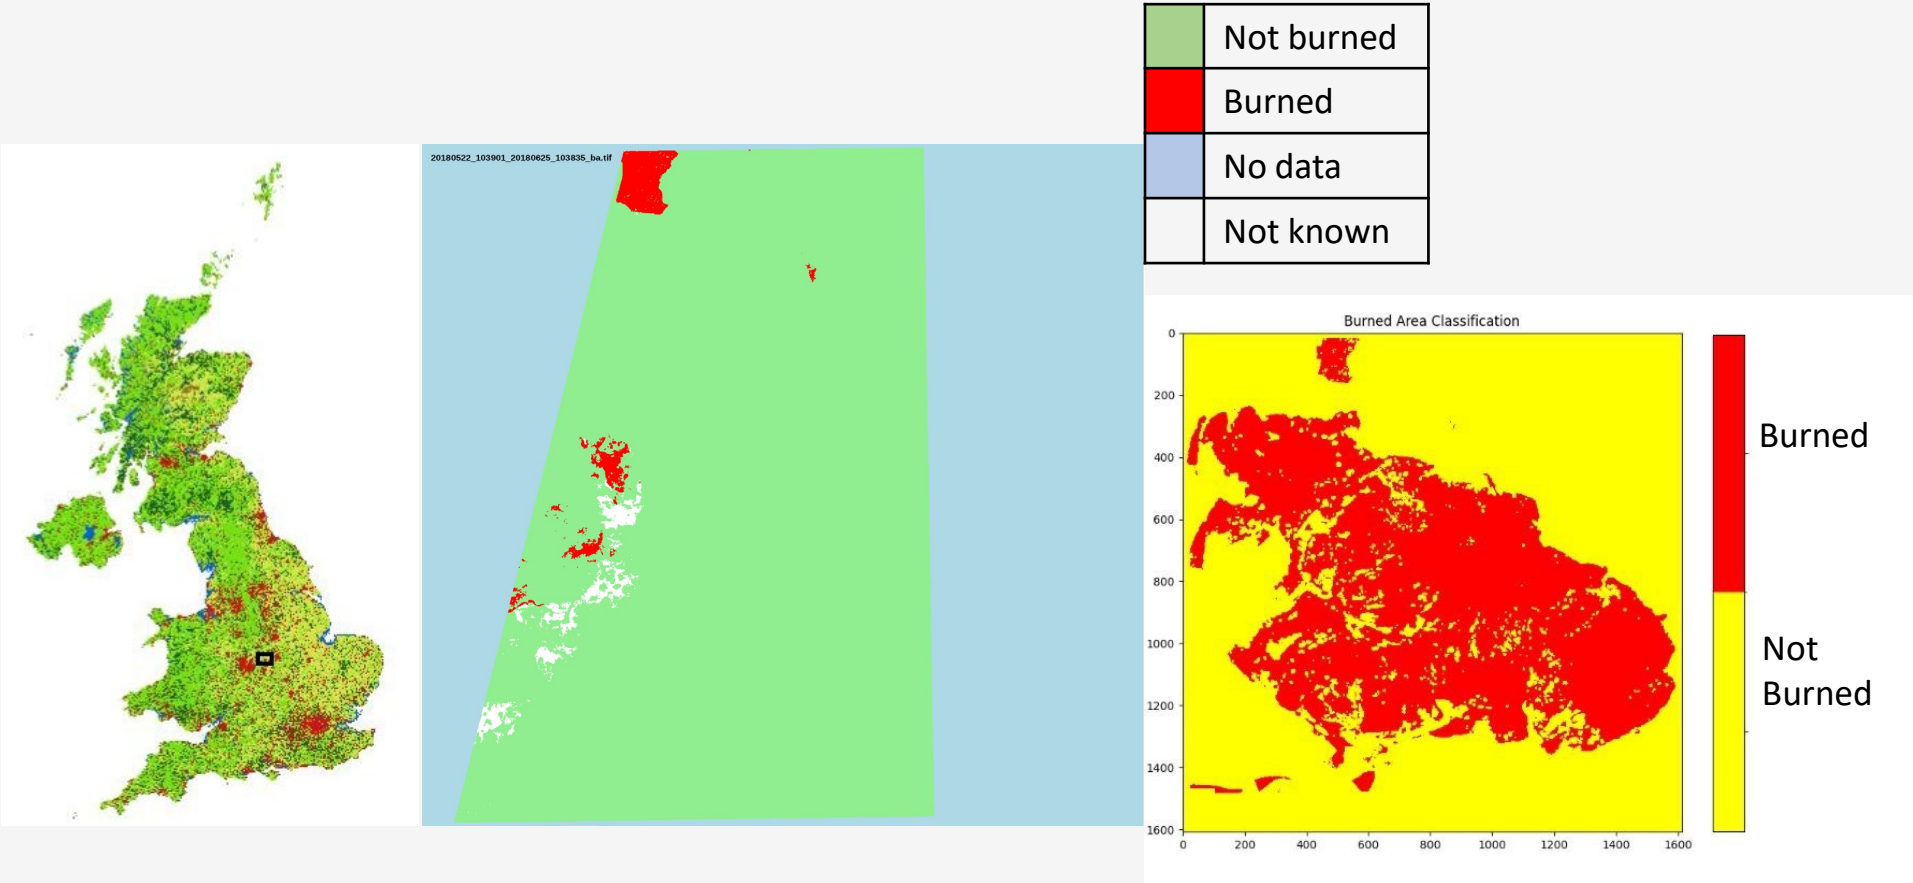 Not burned
Burned
No data
Not known
20180522_103901_20180625_103835_ba.tif
Burned Area Classification
0
200
400
600
800
1000
1200
1400
1600
0
200
400
600
800
1000
1200
1400
1600
Burned
Not
Burned